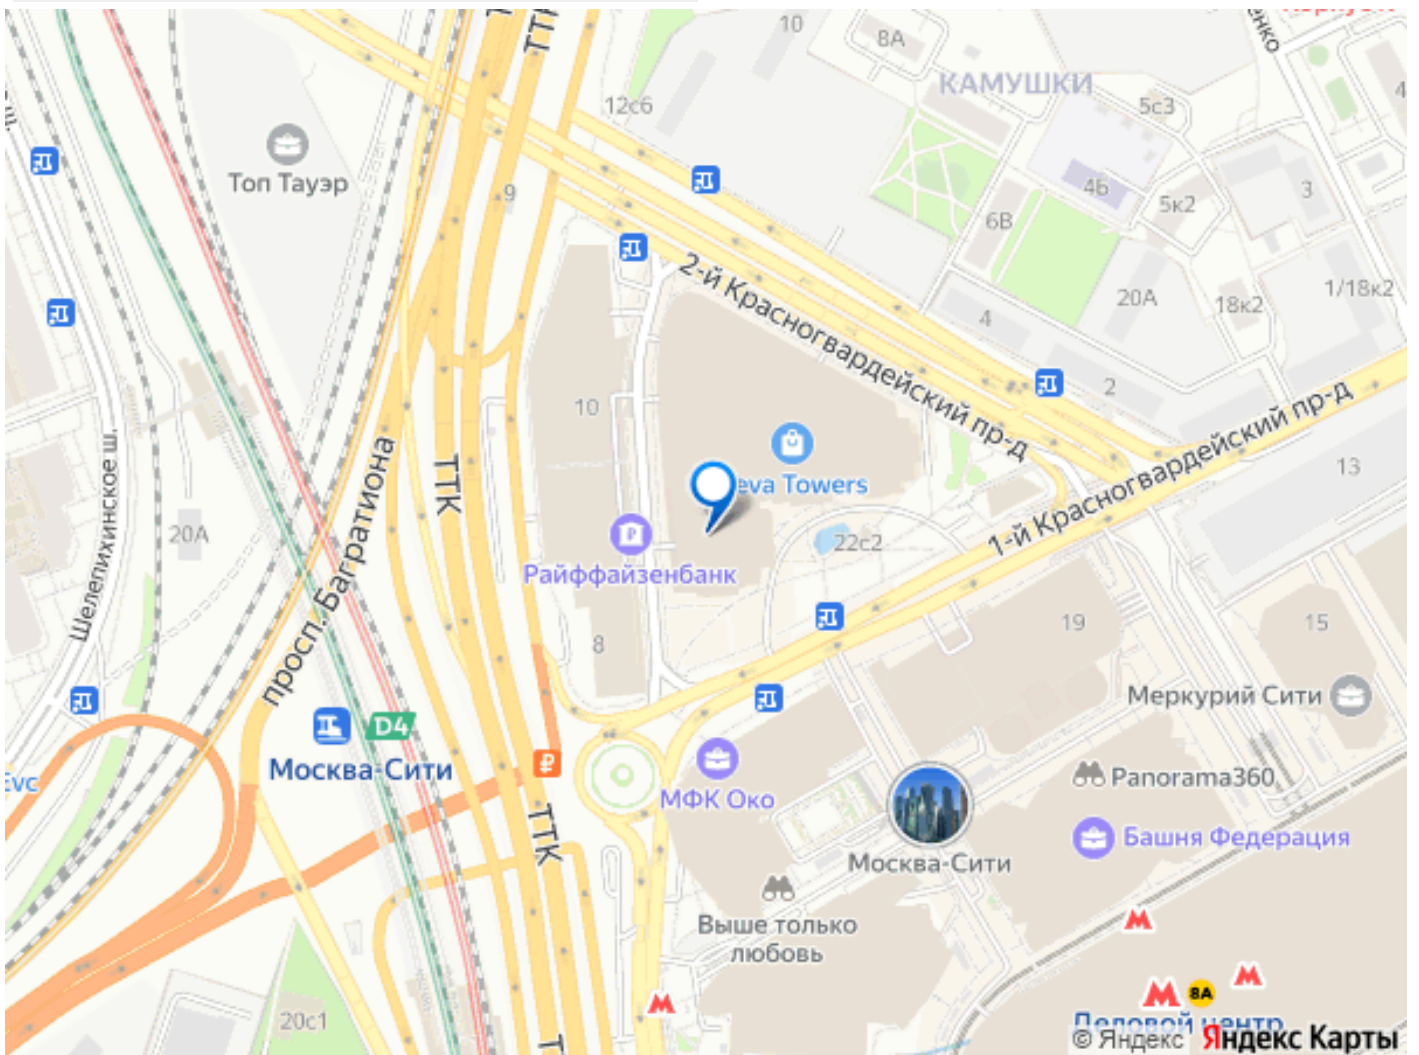 10
8А
КАМУШКИ
12с6
5с3
Топ Тауэр
4Б
3
9
5к2
6В
2-й Красногвардейский пр-д
20А
18к2
1/18к2
4
2
10
1-й Красногвардейский пр-д
13
eva Towers
ТТК
просп. Багратиона
Шелепихинское ш.
20А
22с2
Райффайзенбанк
8
19
15
Меркурий Сити
D4
Москва-Сити
МФК Око
Panorama360
ТТК
Башня Федерация
Москва-Сити
Выше только
любовь
8А
20с1
Деловой центр
© Яндекс Яндекс Карты